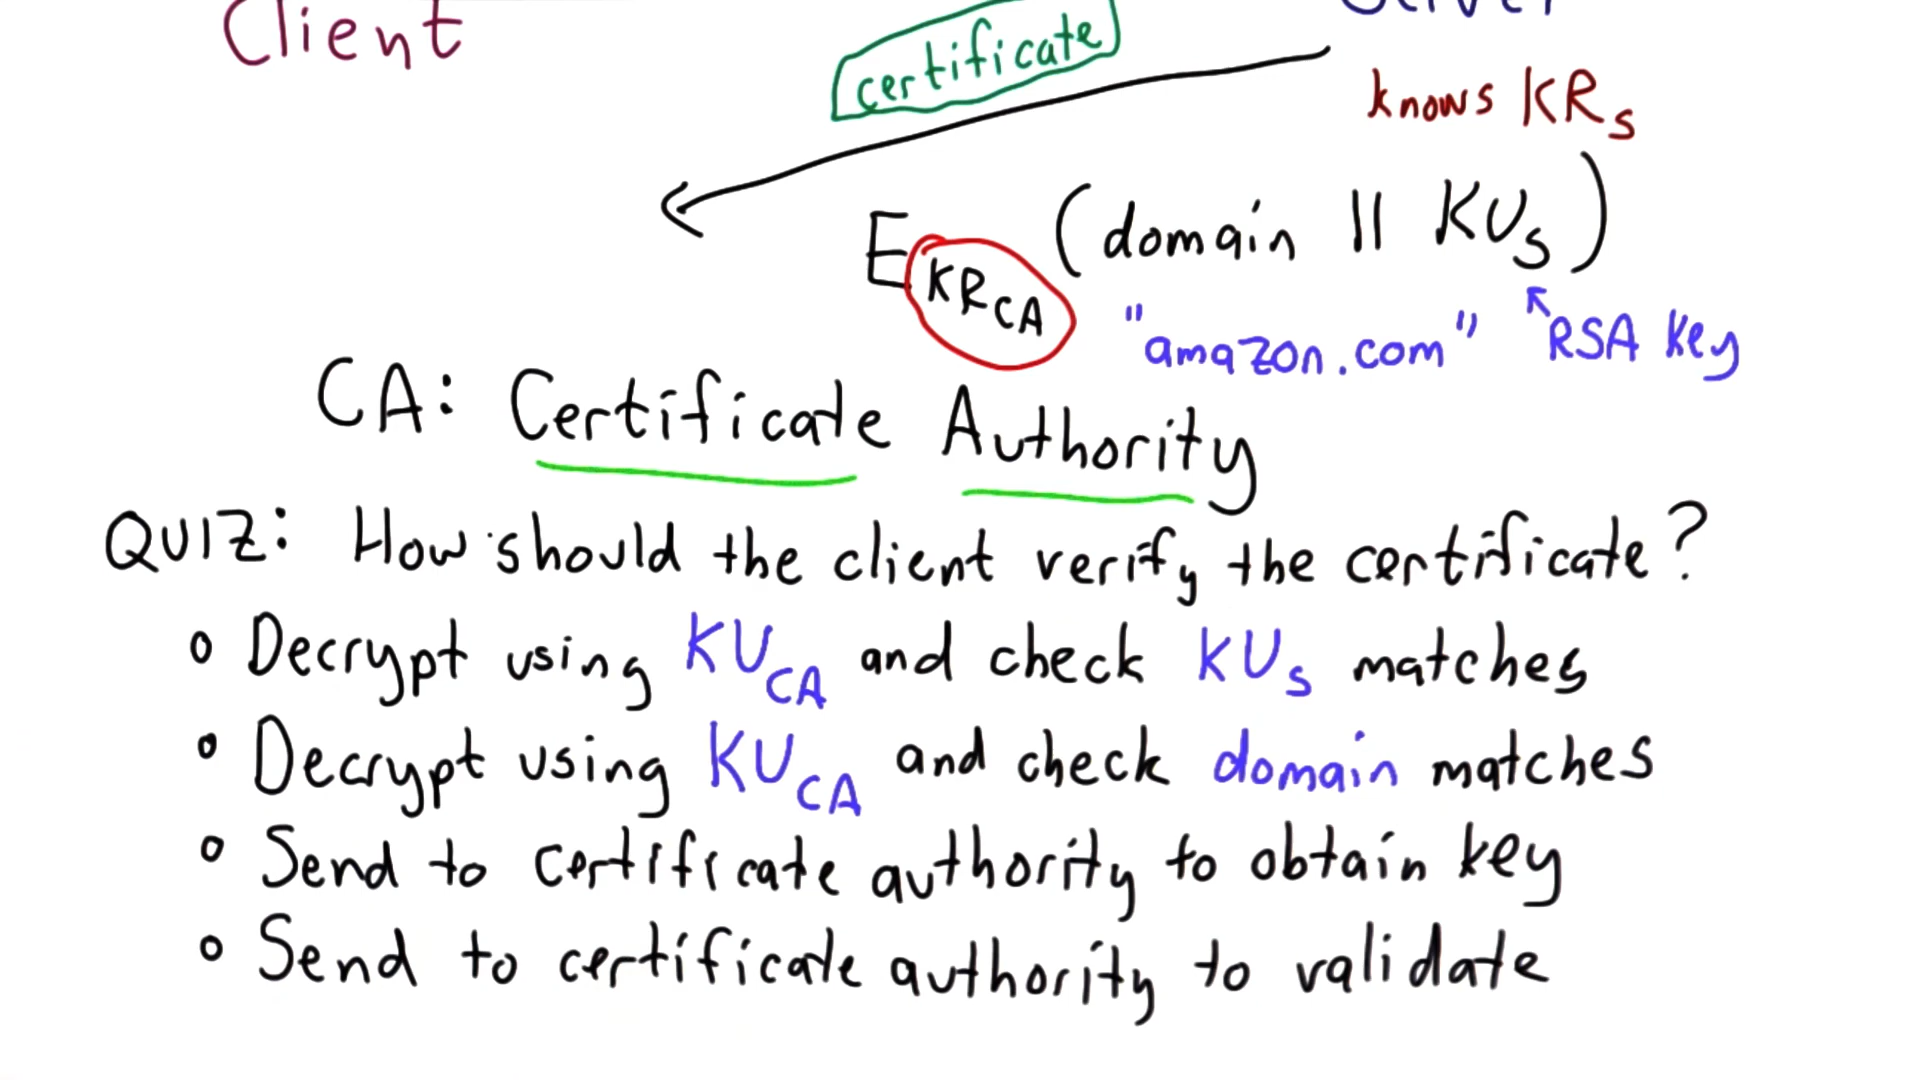 Client
certificate
Server
knows KRs
E KRCA (domain || KUs)
"amazon.com" RSA key
CA: Certificate Authority
QUIZ: How should the client verify the certificate?
o Decrypt using KUCA and check KUs matches
o Decrypt using KUCA and check domain matches
o Send to certificate authority to obtain key
o Send to certificate authority to validate